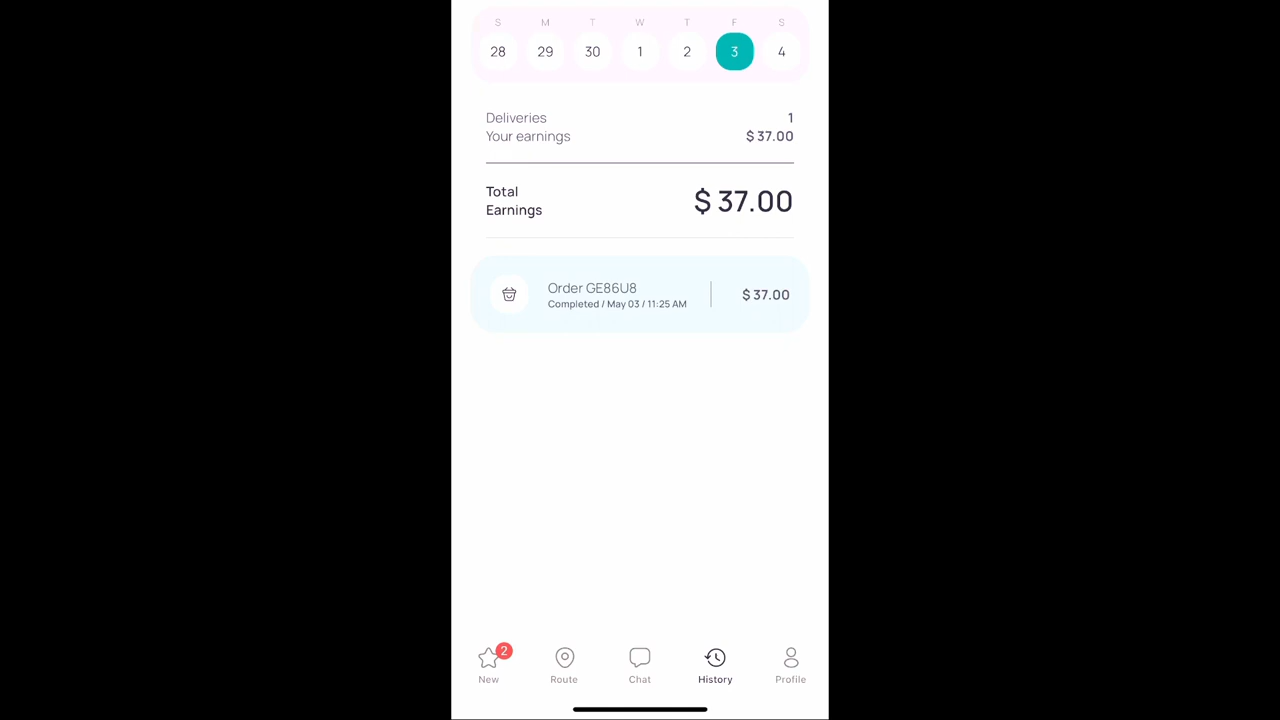 S M T W T F S
28 29 30 1 2 3 4
Deliveries 1
Your earnings $ 37.00
Total
Earnings
$ 37.00
Order GE86U8
Completed / May 03 / 11:25 AM
$ 37.00
2
New Route Chat History Profile